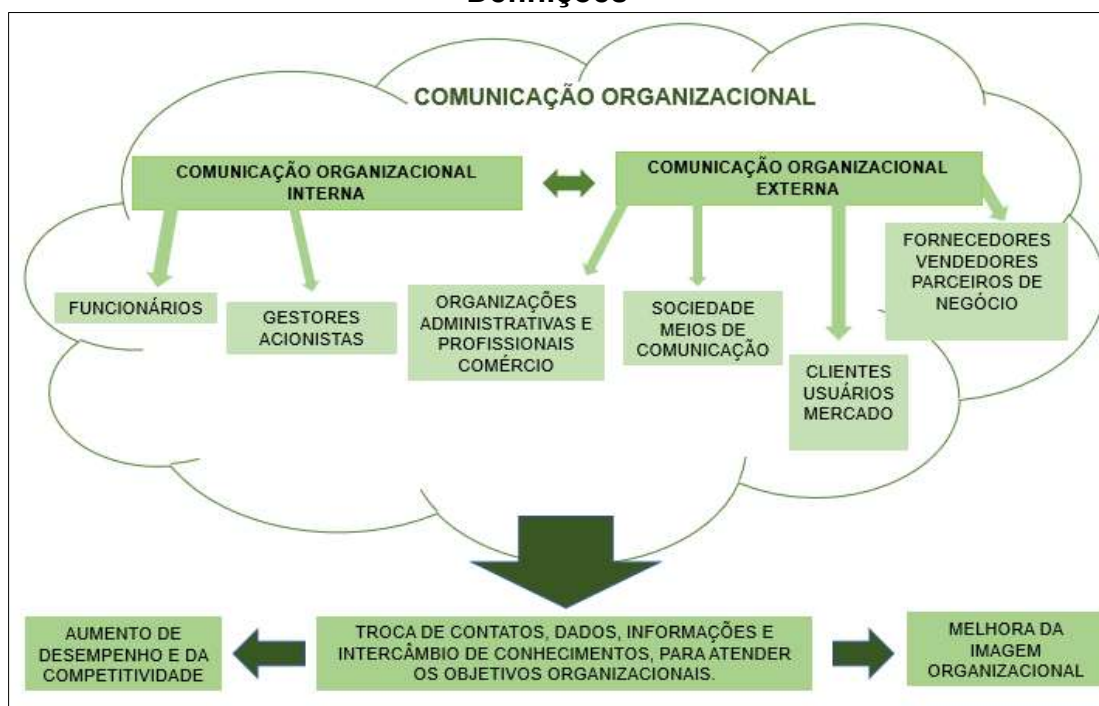 Definições
COMUNICAÇÃO ORGANIZACIONAL
COMUNICAÇÃO ORGANIZACIONAL
INTERNA
COMUNICAÇÃO ORGANIZACIONAL
EXTERNA
FUNCIONÁRIOS
GESTORES
ACIONISTAS
ORGANIZAÇÕES
ADMINISTRATIVAS E
PROFISSIONAIS
COMÉRCIO
SOCIEDADE
MEIOS DE
COMUNICAÇÃO
CLIENTES
USUÁRIOS
MERCADO
FORNECEDORES
VENDEDORES
PARCEIROS DE
NEGÓCIO
AUMENTO DE
DESEMPENHO E DA
COMPETITIVIDADE
TROCA DE CONTATOS, DADOS, INFORMAÇÕES E
INTERCÂMBIO DE CONHECIMENTOS, PARA ATENDER
OS OBJETIVOS ORGANIZACIONAIS.
MELHORA DA
IMAGEM
ORGANIZACIONAL